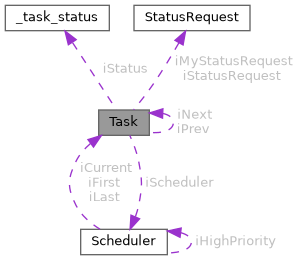 _task_status
StatusRequest
iStatus
iMyStatusRequest
iStatusRequest
Task
iNext
iPrev
iCurrent
iFirst
iLast
iScheduler
Scheduler
iHighPriority